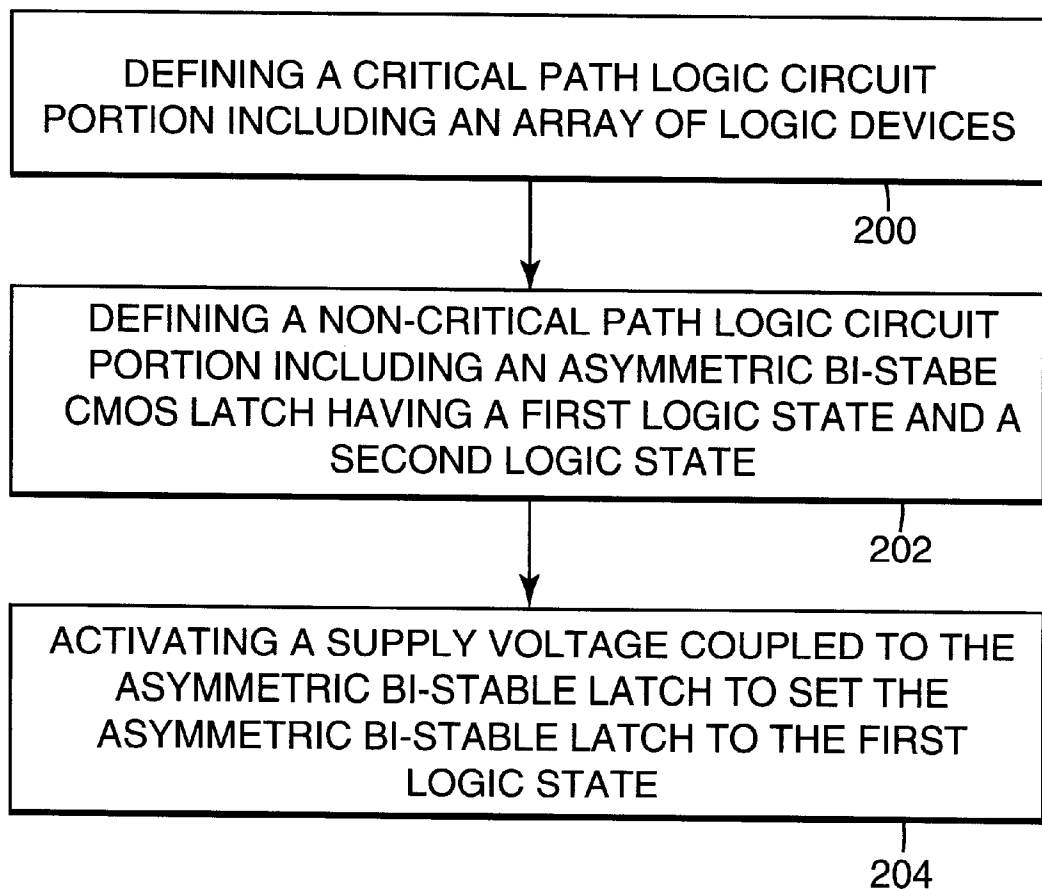 DEFINING A CRITICAL PATH LOGIC CIRCUIT
PORTION INCLUDING AN ARRAY OF LOGIC DEVICES
200
DEFINING A NON-CRITICAL PATH LOGIC CIRCUIT
PORTION INCLUDING AN ASYMMETRIC BI-STABE
CMOS LATCH HAVING A FIRST LOGIC STATE AND A
SECOND LOGIC STATE
202
ACTIVATING A SUPPLY VOLTAGE COUPLED TO THE
ASYMMETRIC BI-STABLE LATCH TO SET THE
ASYMMETRIC BI-STABLE LATCH TO THE FIRST
LOGIC STATE
204